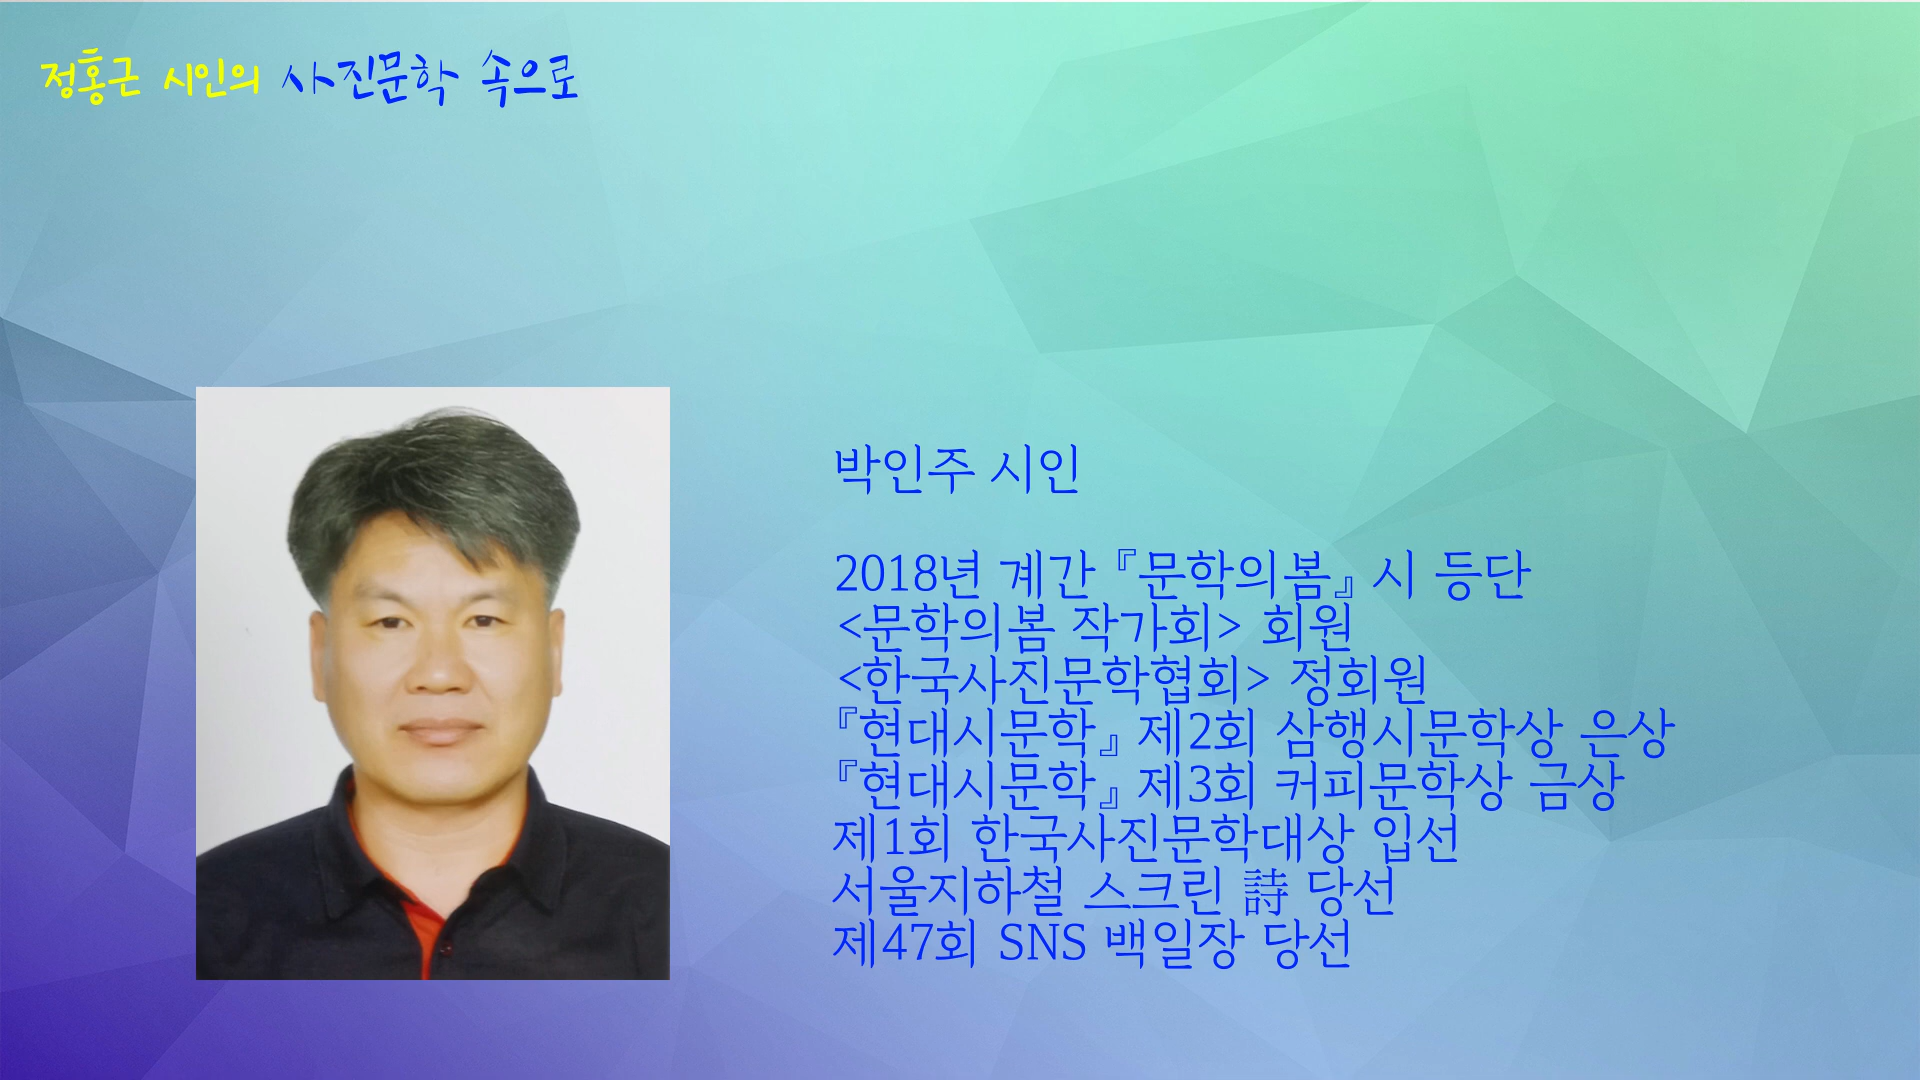 정홍근 시인의 사진문학 속으로
박인주 시인
2018년 계간 『문학의봄』 시 등단
<문학의봄 작가회> 회원
<한국사진문학협회> 정회원
『현대시문학』 제2회 삼행시문학상 은상
『현대시문학』 제3회 커피문학상 금상
제1회 한국사진문학대상 입선
서울지하철 스크린 詩 당선
제47회 SNS 백일장 당선